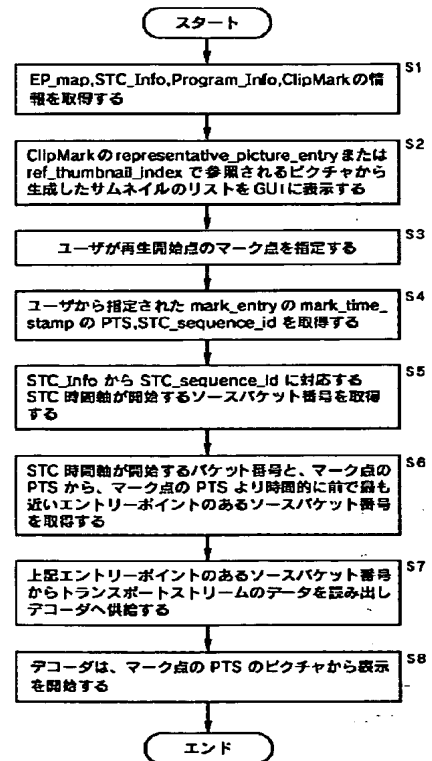 スタート
S1
EP_map,STC_Info,Program_Info,ClipMarkの情
報を取得する
S2
ClipMarkのrepresentative_picture_entryまたは
ref_thumbnail_indexで参照されるピクチャから
生成したサムネイルのリストをGUIに表示する
S3
ユーザが再生開始点のマーク点を指定する
S4
ユーザから指定されたmark_entryのmark_time_
stampのPTS,STC_sequence_idを取得する
S5
STC_InfoからSTC_sequence_idに対応する
STC時間軸が開始するソースパケット番号を取得
する
S6
STC時間軸が開始するパケット番号と、マーク点の
PTSから、マーク点のPTSより時間的に前で最も
近いエントリーポイントのあるソースパケット番号
を取得する
S7
上記エントリーポイントのあるソースパケット番号
からトランスポートストリームのデータを読み出し
デコーダへ供給する
S8
デコーダは、マーク点のPTSのピクチャから表示
を開始する
エンド